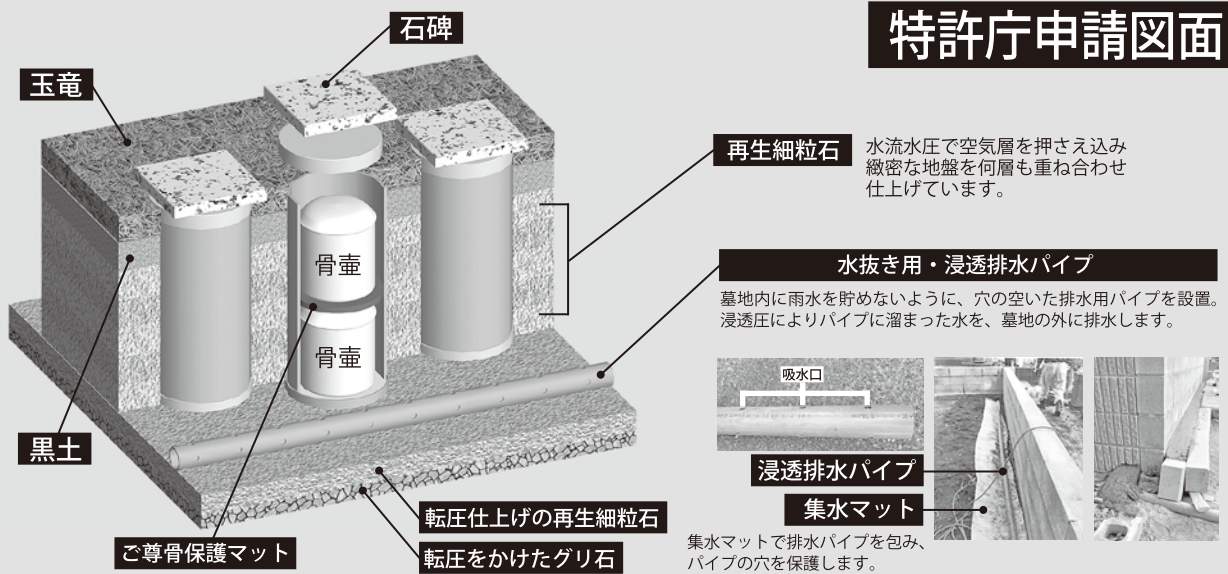 特許庁申請図面
石碑
玉竜
再生細粒石
水流水圧で空気層を押さえ込み
緻密な地盤を何層も重ね合わせ
仕上げています。
骨壷
骨壷
水抜き用・浸透排水パイプ
墓地内に雨水を貯めないように、穴の空いた排水用パイプを設置。
浸透圧によりパイプに溜まった水を、墓地の外に排水します。
吸水口
黒土
浸透排水パイプ
集水マット
転圧仕上げの再生細粒石
ご尊骨保護マット
転圧をかけたグリ石
集水マットで排水パイプを包み、
パイプの穴を保護します。